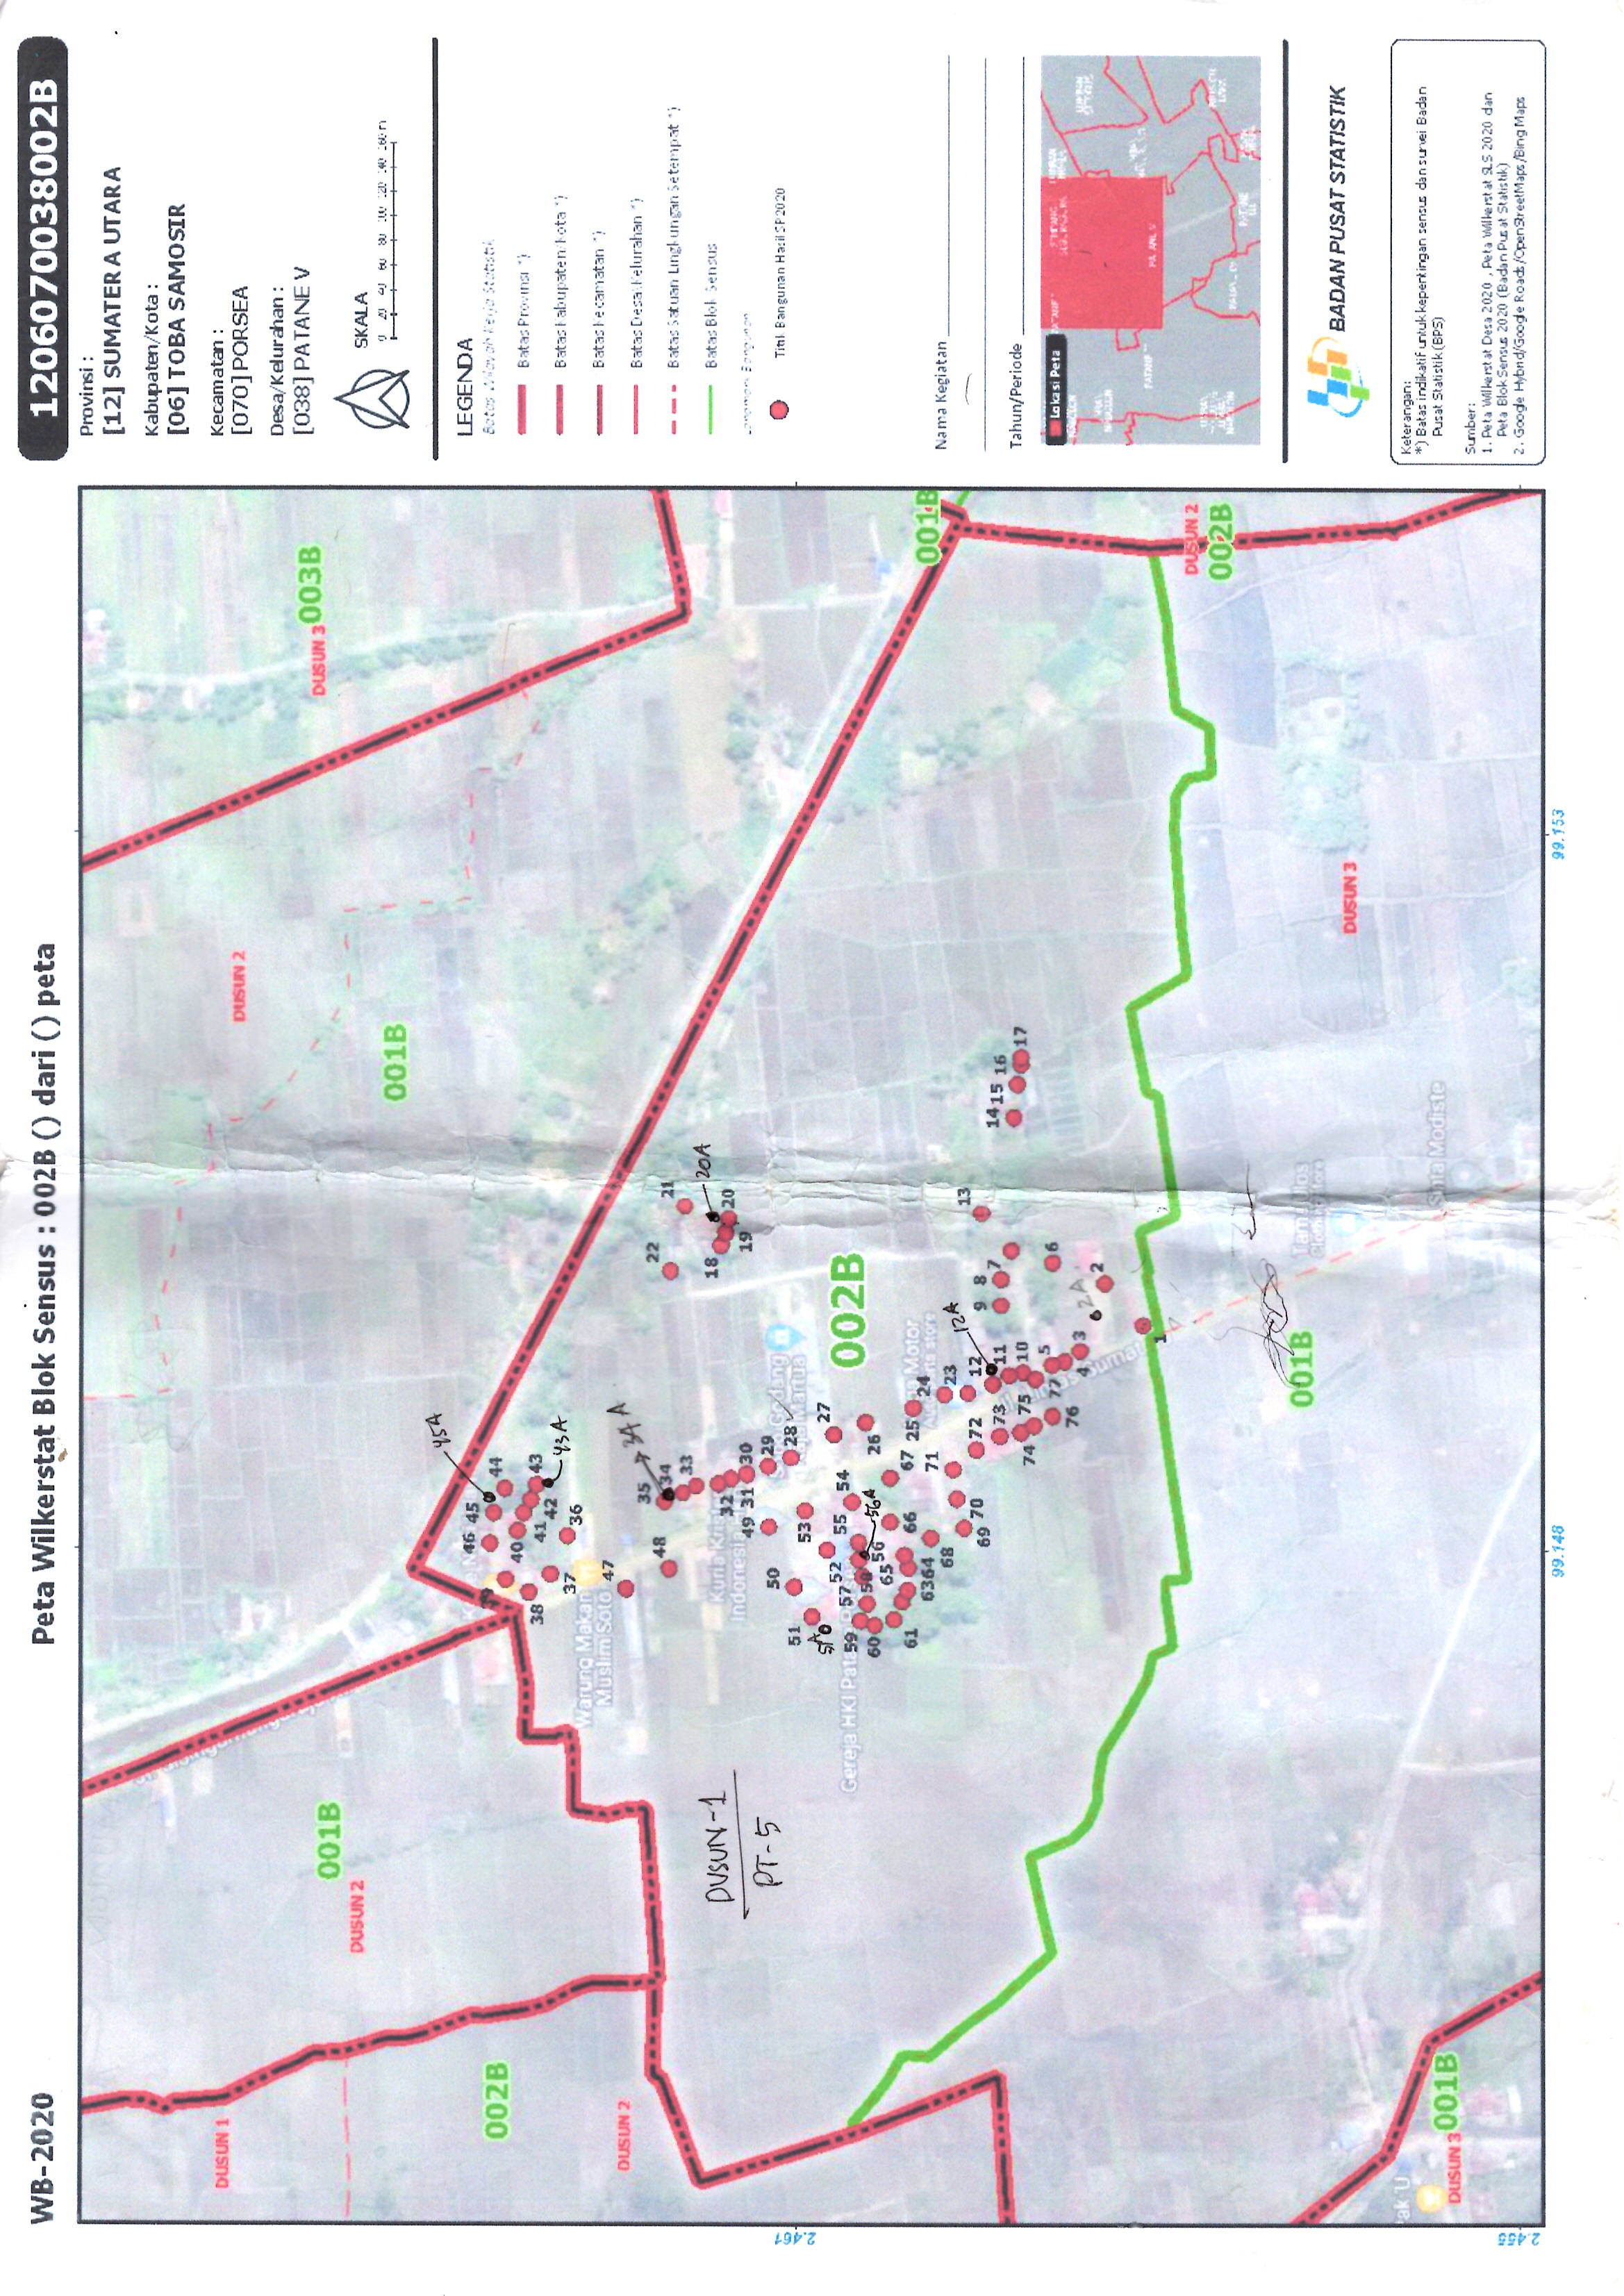 WB-2020
Peta Wilkerstat Blok Sensus : 002B () dari () peta
1206070038002B
Provinsi :
[12] SUMATERA UTARA
Kabupaten/Kota :
[06] TOBA SAMOSIR
Kecamatan :
[070] PORSEA
Desa/Kelurahan :
[038] PATANE V
SKALA
0 20 40 60 80 100 120 140 160 m
LEGENDA
Batas Wilayah Kerja Statistik
Batas Provinsi *)
Batas Kabupaten/Kota *)
Batas Kecamatan *)
Batas Desa/Kelurahan *)
Batas Satuan Lingkungan Setempat *)
Batas Blok Sensus
Landmark Bangunan
Titik Bangunan Hasil SP2020
Nama Kegiatan
Tahun/Periode
Lokasi Peta
PATANE V
BADAN PUSAT STATISTIK
Keterangan:
*) Batas indikatif untuk kepentingan sensus dan survei Badan
Pusat Statistik (BPS)
Sumber:
1. Peta Wilkerstat Desa 2020 , Peta Wilkerstat SLS 2020 dan
Peta Blok Sensus 2020 (Badan Pusat Statistik)
2. Google Hybrid/Google Roads/OpenStreetMaps/Bing Maps
DUSUN 1
DUSUN 2
001B
DUSUN 2
DUSUN 3 003B
001B
002B
DUSUN 2
45A
46 45
39
44
40
38
41
42
43
43A
37
36
Warung Makan
Muslim Soto
47
35
34A
34
48
33
22
21
20A
18
20
19
DUSUN-1
PT-5
Kuria Kristen
Indonesia
32
49 31 30
29
50
Sopo Godang
Raja Martua
28
51
53
51A
27
52
Gereja HKI Patane
57
55
54
59
58
56
56A
60
26
65
002B
61
66
67
25
Motor
Autoparts store
63 64
24
71
68
23
12A
69 70
72
12
9 8 7
13
73
11
14 15 16 17
74
75
10
5
6
77
76
4
3
2A
2
1
001B
DUSUN 2
002B
001B
Clothing store
DUSUN 3
Sinta Modiste
Pak U
DUSUN 3 001B
2.461
2.455
99.148
99.153